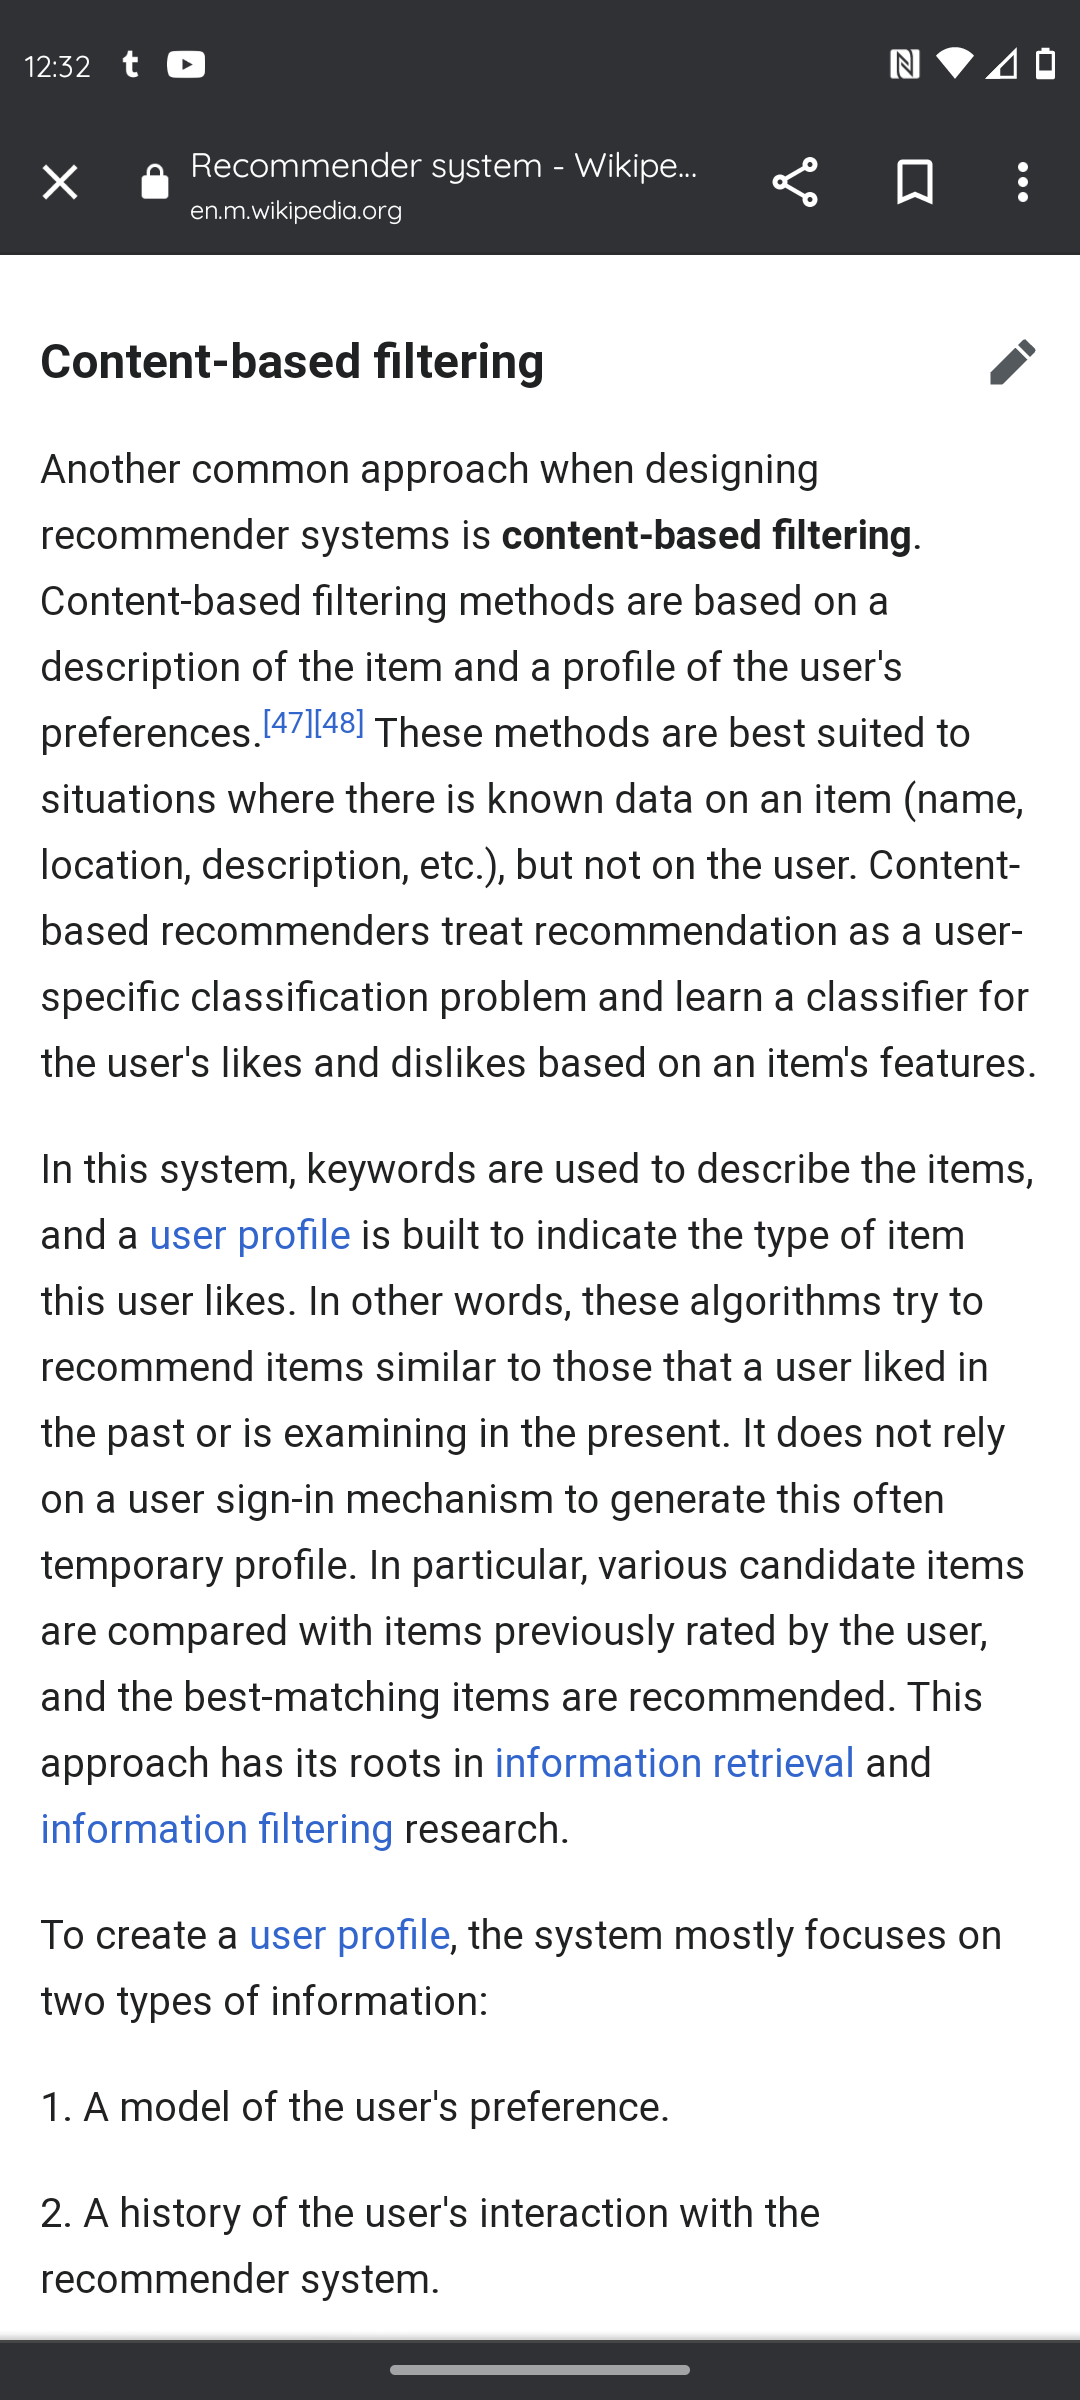 12:32 t
Recommender system - Wikipe...
en.m.wikipedia.org
Content-based filtering
Another common approach when designing
recommender systems is content-based filtering.
Content-based filtering methods are based on a
description of the item and a profile of the user's
preferences.[47][48] These methods are best suited to
situations where there is known data on an item (name,
location, description, etc.), but not on the user. Content-
based recommenders treat recommendation as a user-
specific classification problem and learn a classifier for
the user's likes and dislikes based on an item's features.
In this system, keywords are used to describe the items,
and a user profile is built to indicate the type of item
this user likes. In other words, these algorithms try to
recommend items similar to those that a user liked in
the past or is examining in the present. It does not rely
on a user sign-in mechanism to generate this often
temporary profile. In particular, various candidate items
are compared with items previously rated by the user,
and the best-matching items are recommended. This
approach has its roots in information retrieval and
information filtering research.
To create a user profile, the system mostly focuses on
two types of information:
1. A model of the user's preference.
2. A history of the user's interaction with the
recommender system.